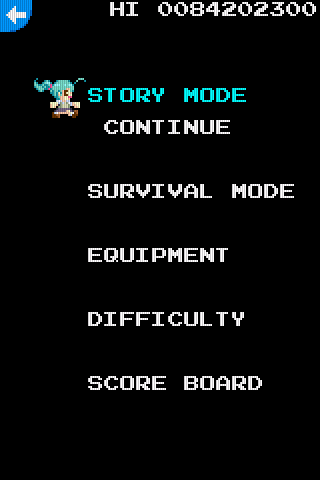 HI 0084202300
STORY MODE
CONTINUE
SURVIVAL MODE
EQUIPMENT
DIFFICULTY
SCORE BOARD